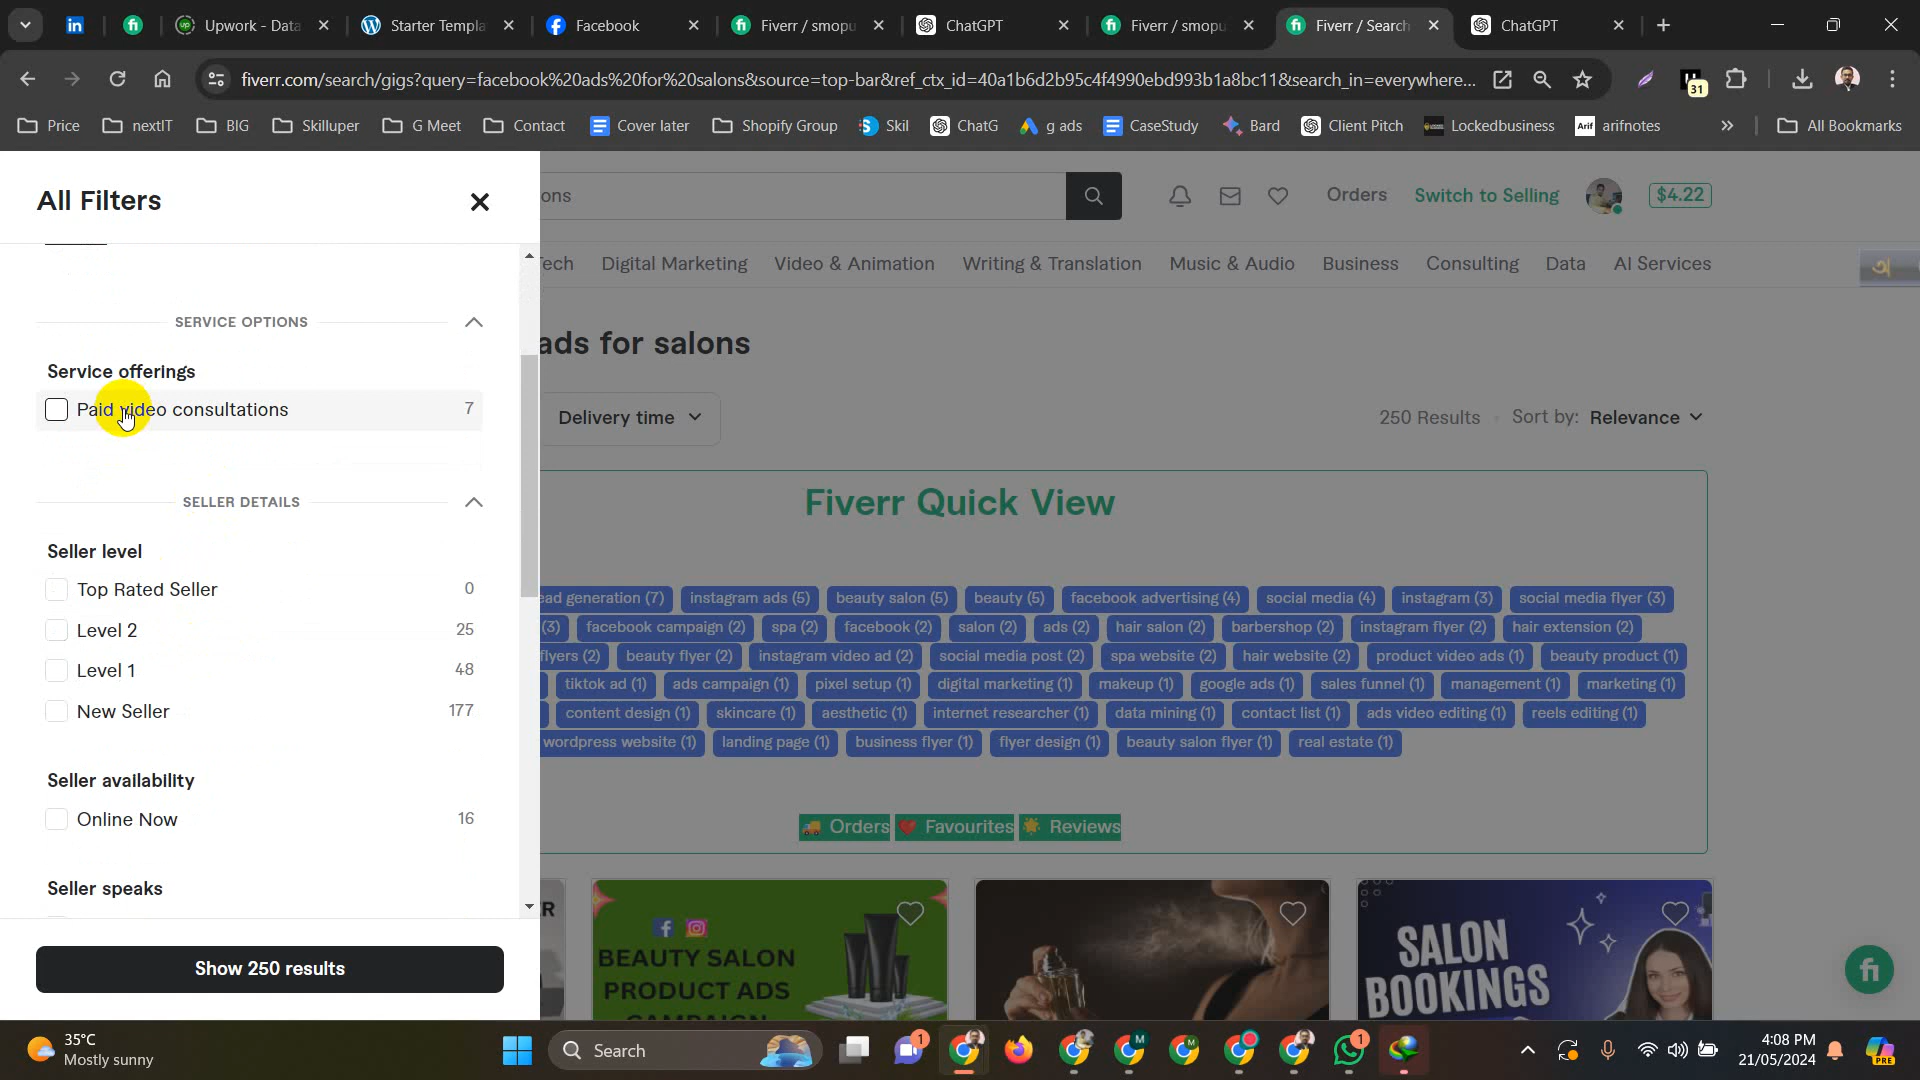 Upwork - Data
Starter Templa
Facebook
Fiverr / smopu
ChatGPT
Fiverr / smopu
Fiverr / Search
ChatGPT
fiverr.com/search/gigs?query=facebook%20ads%20for%20salons&source=top-bar&ref_ctx_id=40a1b6d2b95c4f4990ebd993b1a8bc11&search_in=everywhere...
31
Price
nextIT
BIG
Skilluper
G Meet
Contact
Cover later
Shopify Group
Skil
ChatG
g ads
CaseStudy
Bard
Client Pitch
Lockedbusiness
Arif arifnotes
All Bookmarks
All Filters
ons
Orders
Switch to Selling
$4.22
Tech
Digital Marketing
Video & Animation
Writing & Translation
Music & Audio
Business
Consulting
Data
AI Services
অ
SERVICE OPTIONS
Service offerings
Paid video consultations 7
SELLER DETAILS
Seller level
Top Rated Seller 0
Level 2 25
Level 1 48
New Seller 177
Seller availability
Online Now 16
Seller speaks
Show 250 results
ads for salons
Delivery time
250 Results
Sort by: Relevance
Fiverr Quick View
ead generation (7) instagram ads (5) beauty salon (5) beauty (5) facebook advertising (4) social media (4) instagram (3) social media flyer (3)
(3) facebook campaign (2) spa (2) facebook (2) salon (2) ads (2) hair salon (2) barbershop (2) instagram flyer (2) hair extension (2)
flyers (2) beauty flyer (2) instagram video ad (2) social media post (2) spa website (2) hair website (2) product video ads (1) beauty product (1)
tiktok ad (1) ads campaign (1) pixel setup (1) digital marketing (1) makeup (1) google ads (1) sales funnel (1) management (1) marketing (1)
content design (1) skincare (1) aesthetic (1) internet researcher (1) data mining (1) contact list (1) ads video editing (1) reels editing (1)
wordpress website (1) landing page (1) business flyer (1) flyer design (1) beauty salon flyer (1) real estate (1)
Orders Favourites Reviews
ER
BEAUTY SALON
PRODUCT ADS
CAMPAIGN
SALON
BOOKINGS
35°C
Mostly sunny
Search
1
1
4:08 PM
21/05/2024
PRE